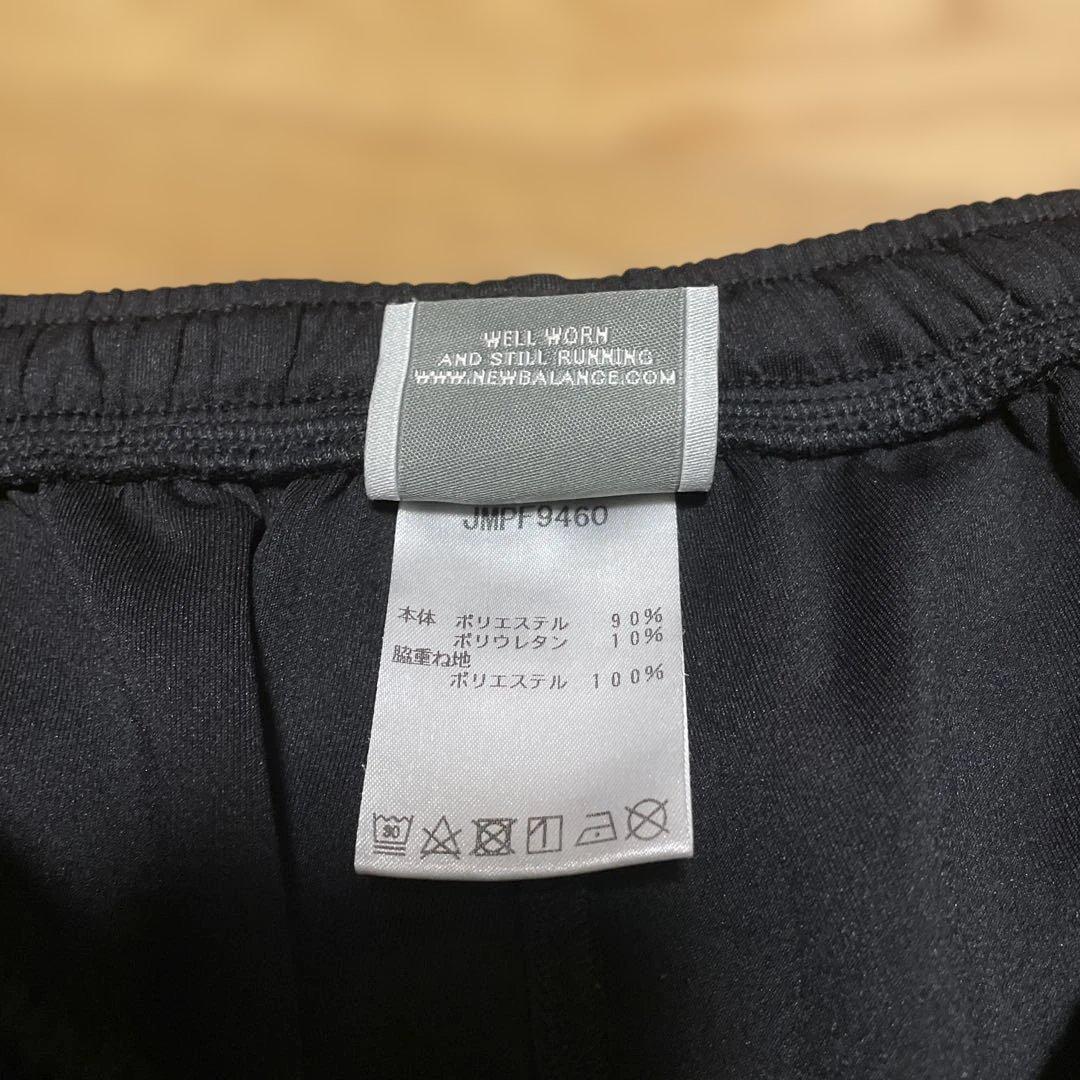 WELL WORN
AND STILL RUNNING
WWW.NEWBALANCE.COM
JMPF9460
本体 ポリエステル 90%
ポリウレタン 10%
脇重ね地
ポリエステル 100%
30